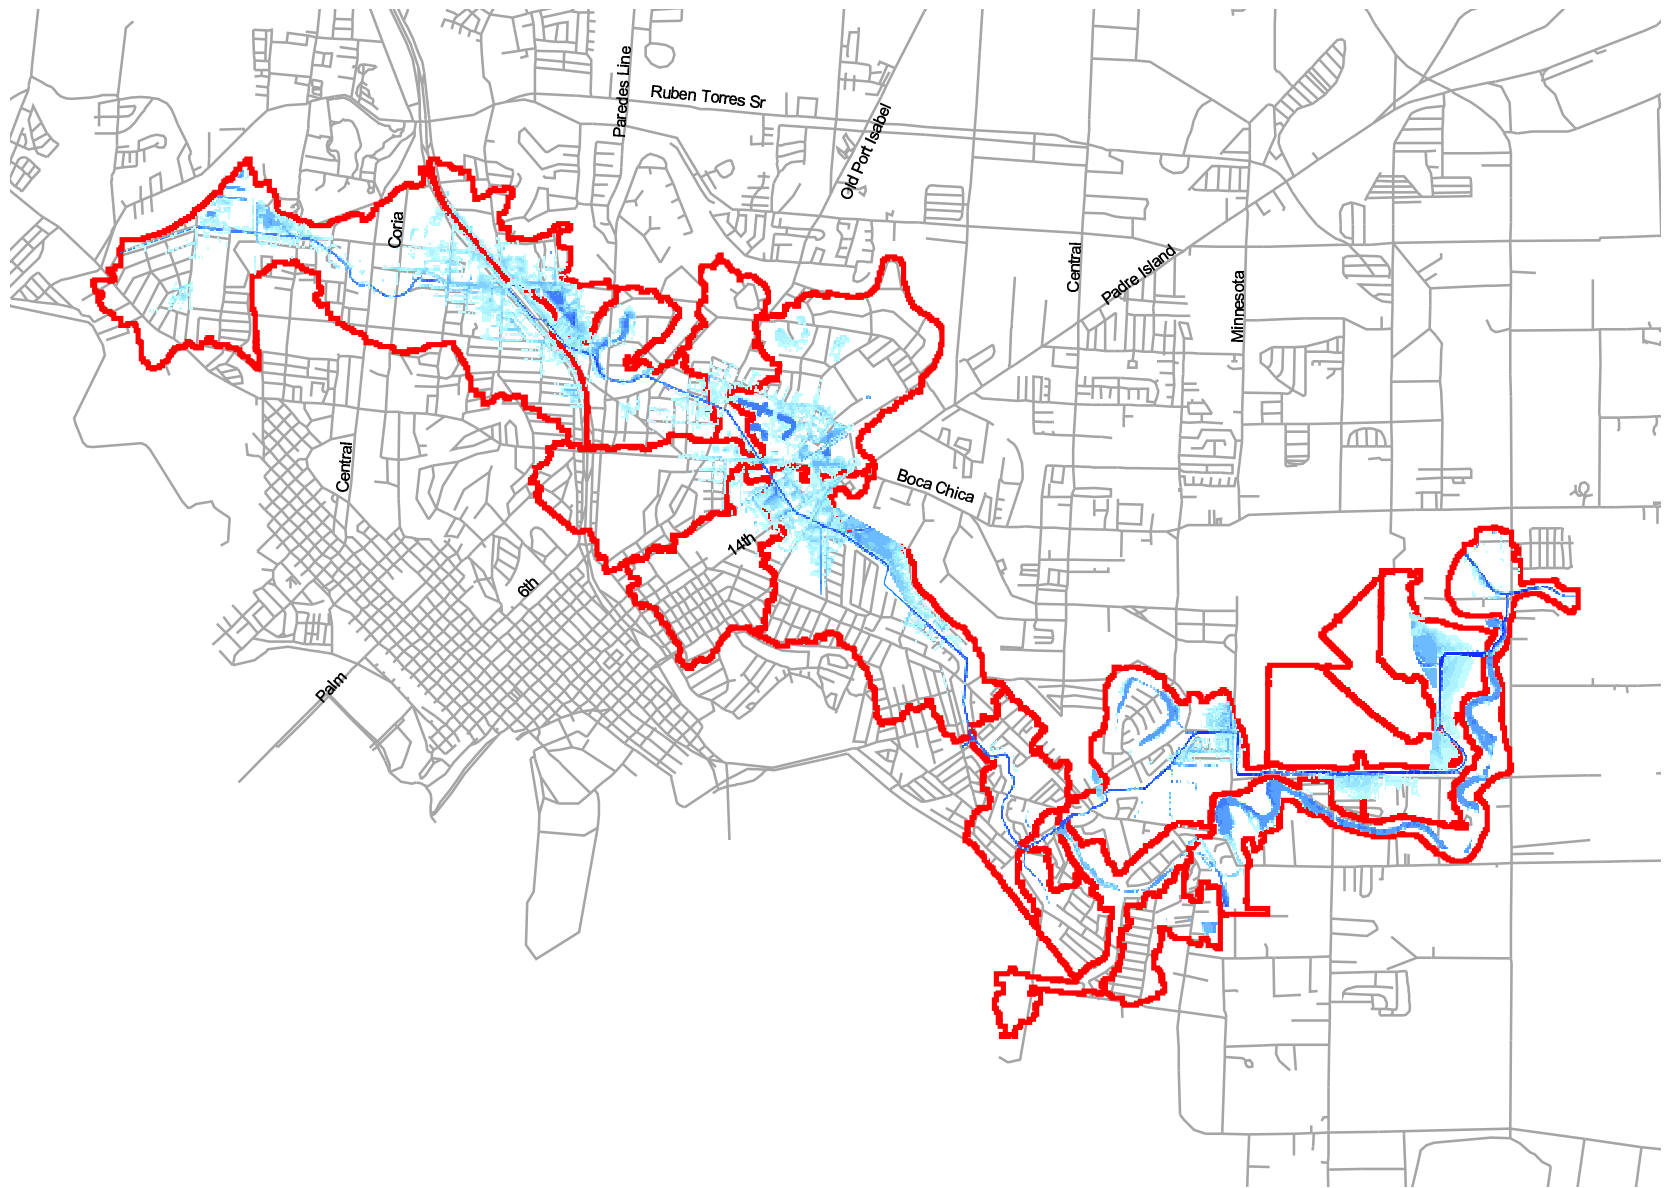 Paredes Line
Ruben Torres Sr
Old Port Isabel
Coria
Central
Padre Island
Minnesota
Central
Boca Chica
14th
6th
Palm